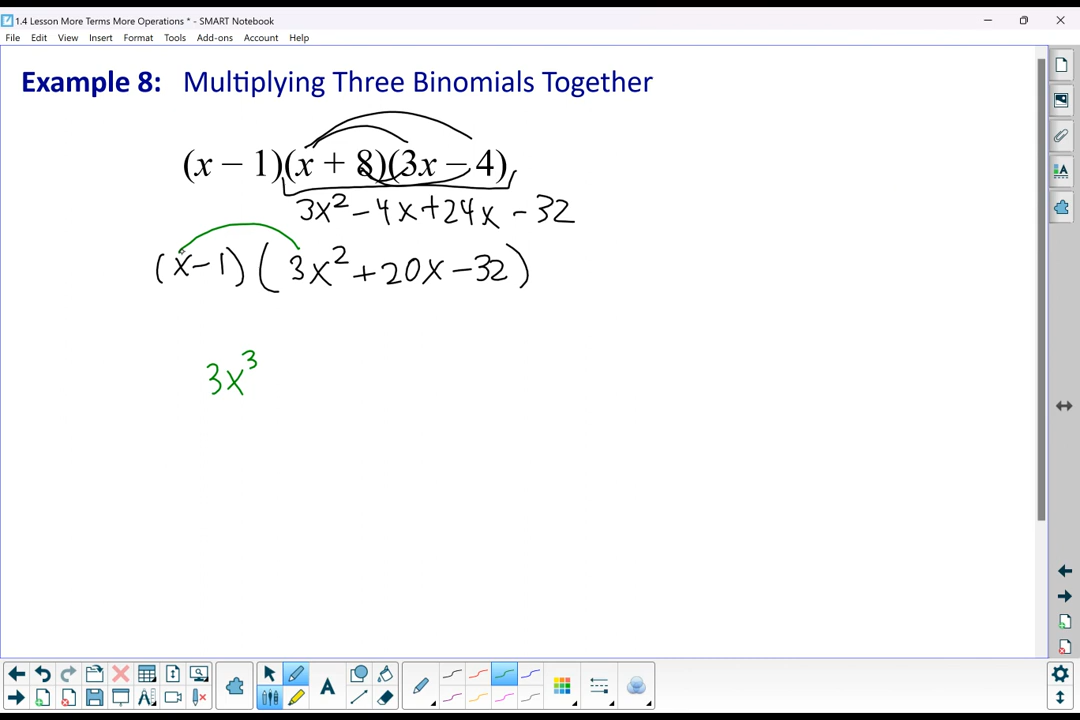 1.4 Lesson More Terms More Operations * - SMART Notebook
File Edit View Insert Format Tools Add-ons Account Help
Example 8: Multiplying Three Binomials Together
(x − 1)(x + 8)(3x − 4)
3x² − 4x + 24x − 32
(x − 1) (3x² + 20x − 32)
3x³